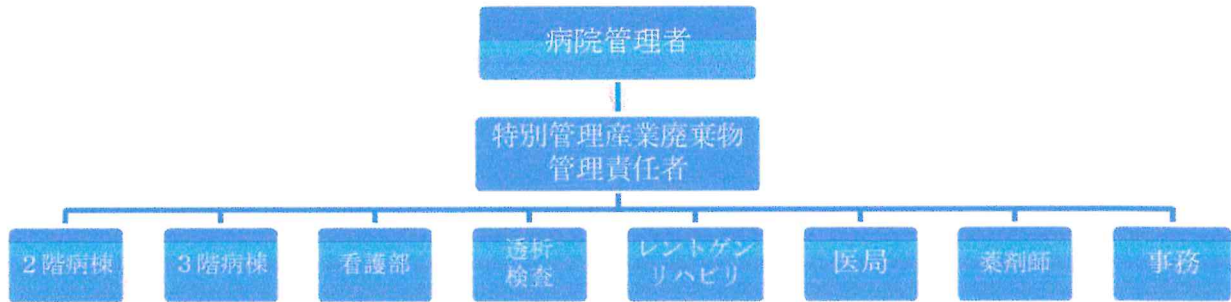 病院管理者
特別管理産業廃棄物
管理責任者
２階病棟
３階病棟
看護部
透析
検査
レントゲン
リハビリ
医局
薬剤師
事務